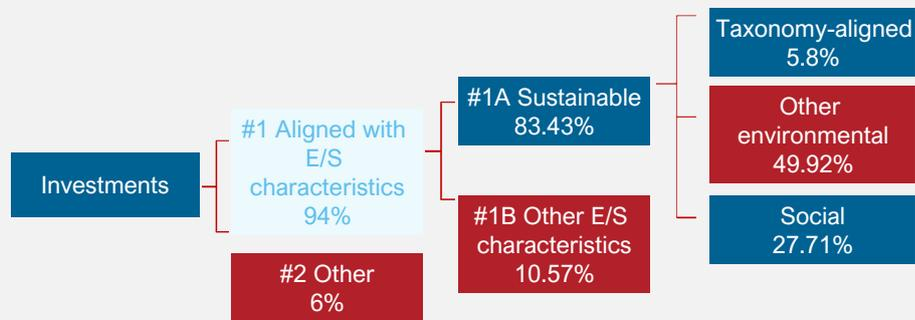 Investments
#1 Aligned with
E/S
characteristics
94%
#2 Other
6%
#1A Sustainable
83.43%
#1B Other E/S
characteristics
10.57%
Taxonomy-aligned
5.8%
Other
environmental
49.92%
Social
27.71%